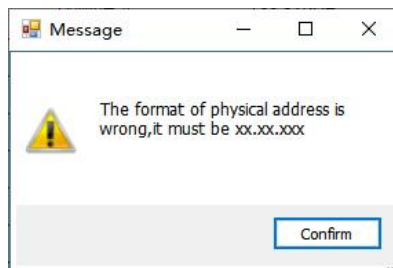 Message
The format of physical address is
wrong,it must be xx.xx.xxx
Confirm